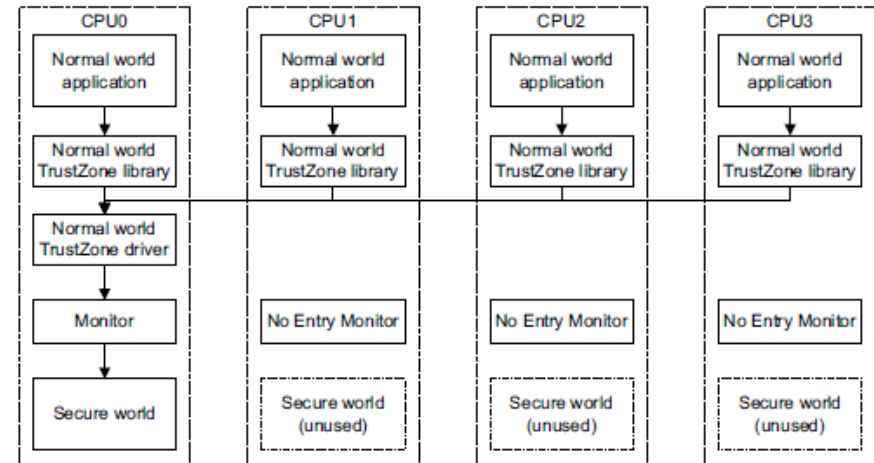 CPU0
CPU1
CPU2
CPU3
Normal world
application
Normal world
application
Normal world
application
Normal world
application
Normal world
TrustZone library
Normal world
TrustZone library
Normal world
TrustZone library
Normal world
TrustZone library
Normal world
TrustZone driver
Monitor
No Entry Monitor
No Entry Monitor
No Entry Monitor
Secure world
Secure world
(unused)
Secure world
(unused)
Secure world
(unused)